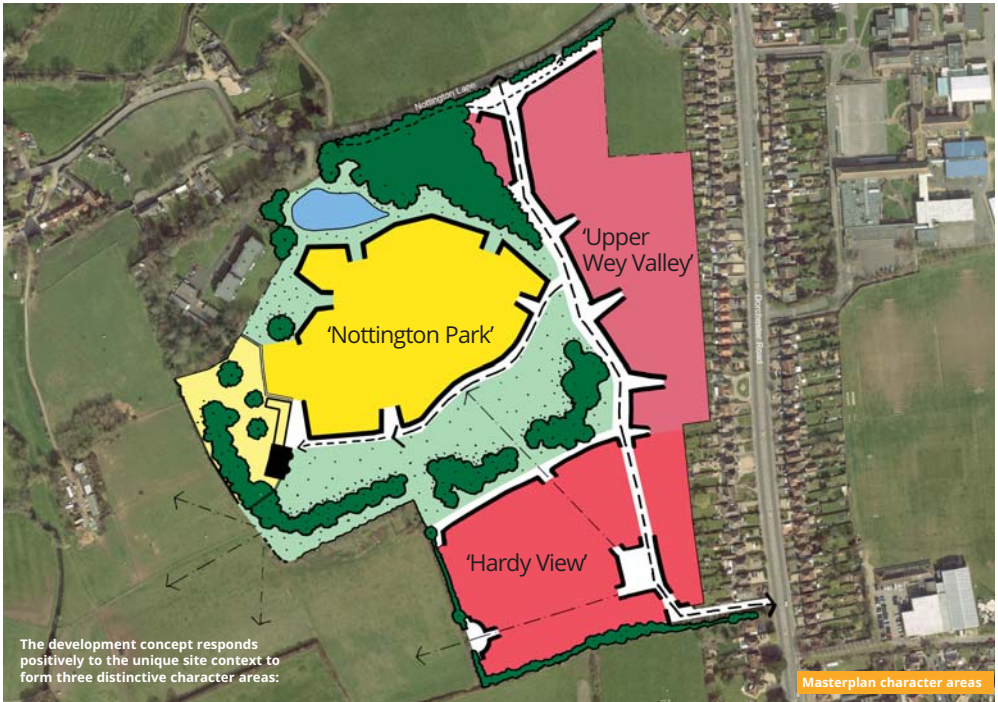 Nottington Lane
'Upper
Wey Valley'
'Nottington Park'
Dorchester Road
'Hardy View'
The development concept responds
positively to the unique site context to
form three distinctive character areas:
Masterplan character areas